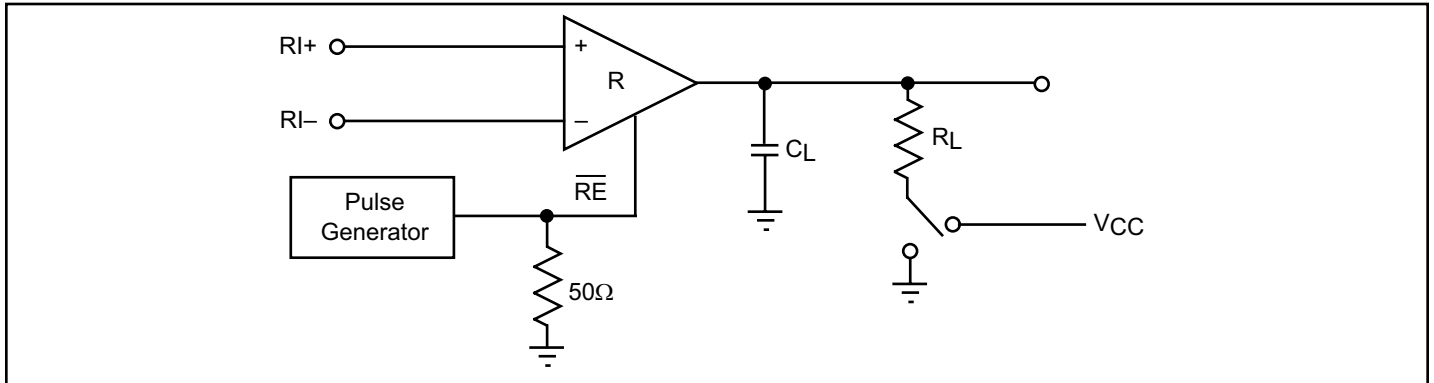 RI+
+
R
RI–
–
RL
CL
RE
Pulse
Generator
VCC
50Ω